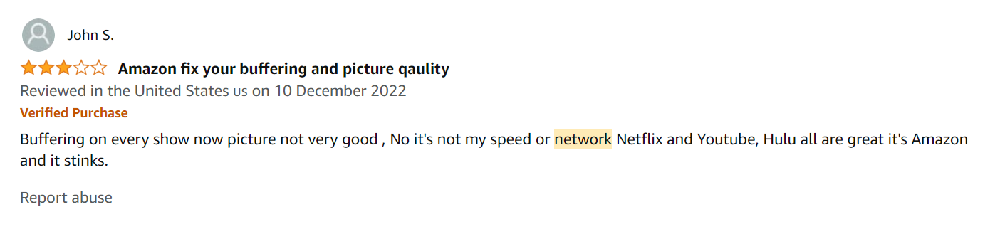 John S.
Amazon fix your buffering and picture qaulity
Reviewed in the United States US on 10 December 2022
Verified Purchase
Buffering on every show now picture not very good , No it's not my speed or network Netflix and Youtube, Hulu all are great it's Amazon
and it stinks.
Report abuse